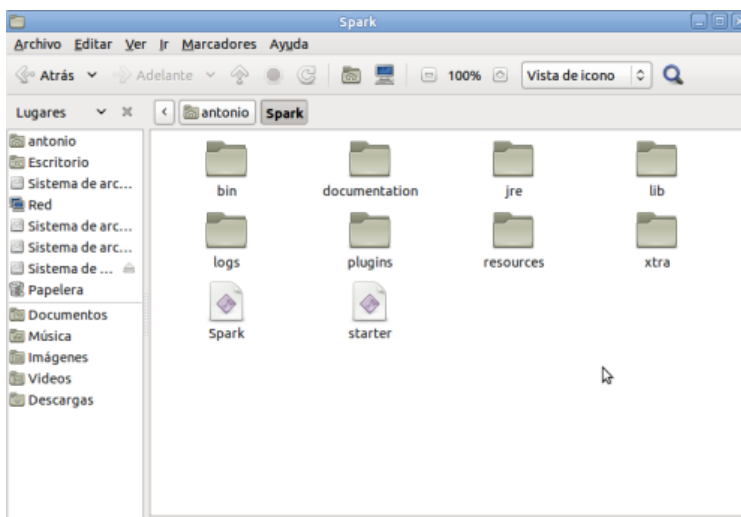 Spark
Archivo Editar Ver Ir Marcadores Ayuda
Atrás Adelante 100% Vista de icono
Lugares antonio Spark
antonio
Escritorio
Sistema de arc...
Red
Sistema de arc...
Sistema de arc...
Sistema de ...
Papelera
Documentos
Música
Imágenes
Videos
Descargas
bin documentation jre lib
logs plugins resources xtra
Spark starter